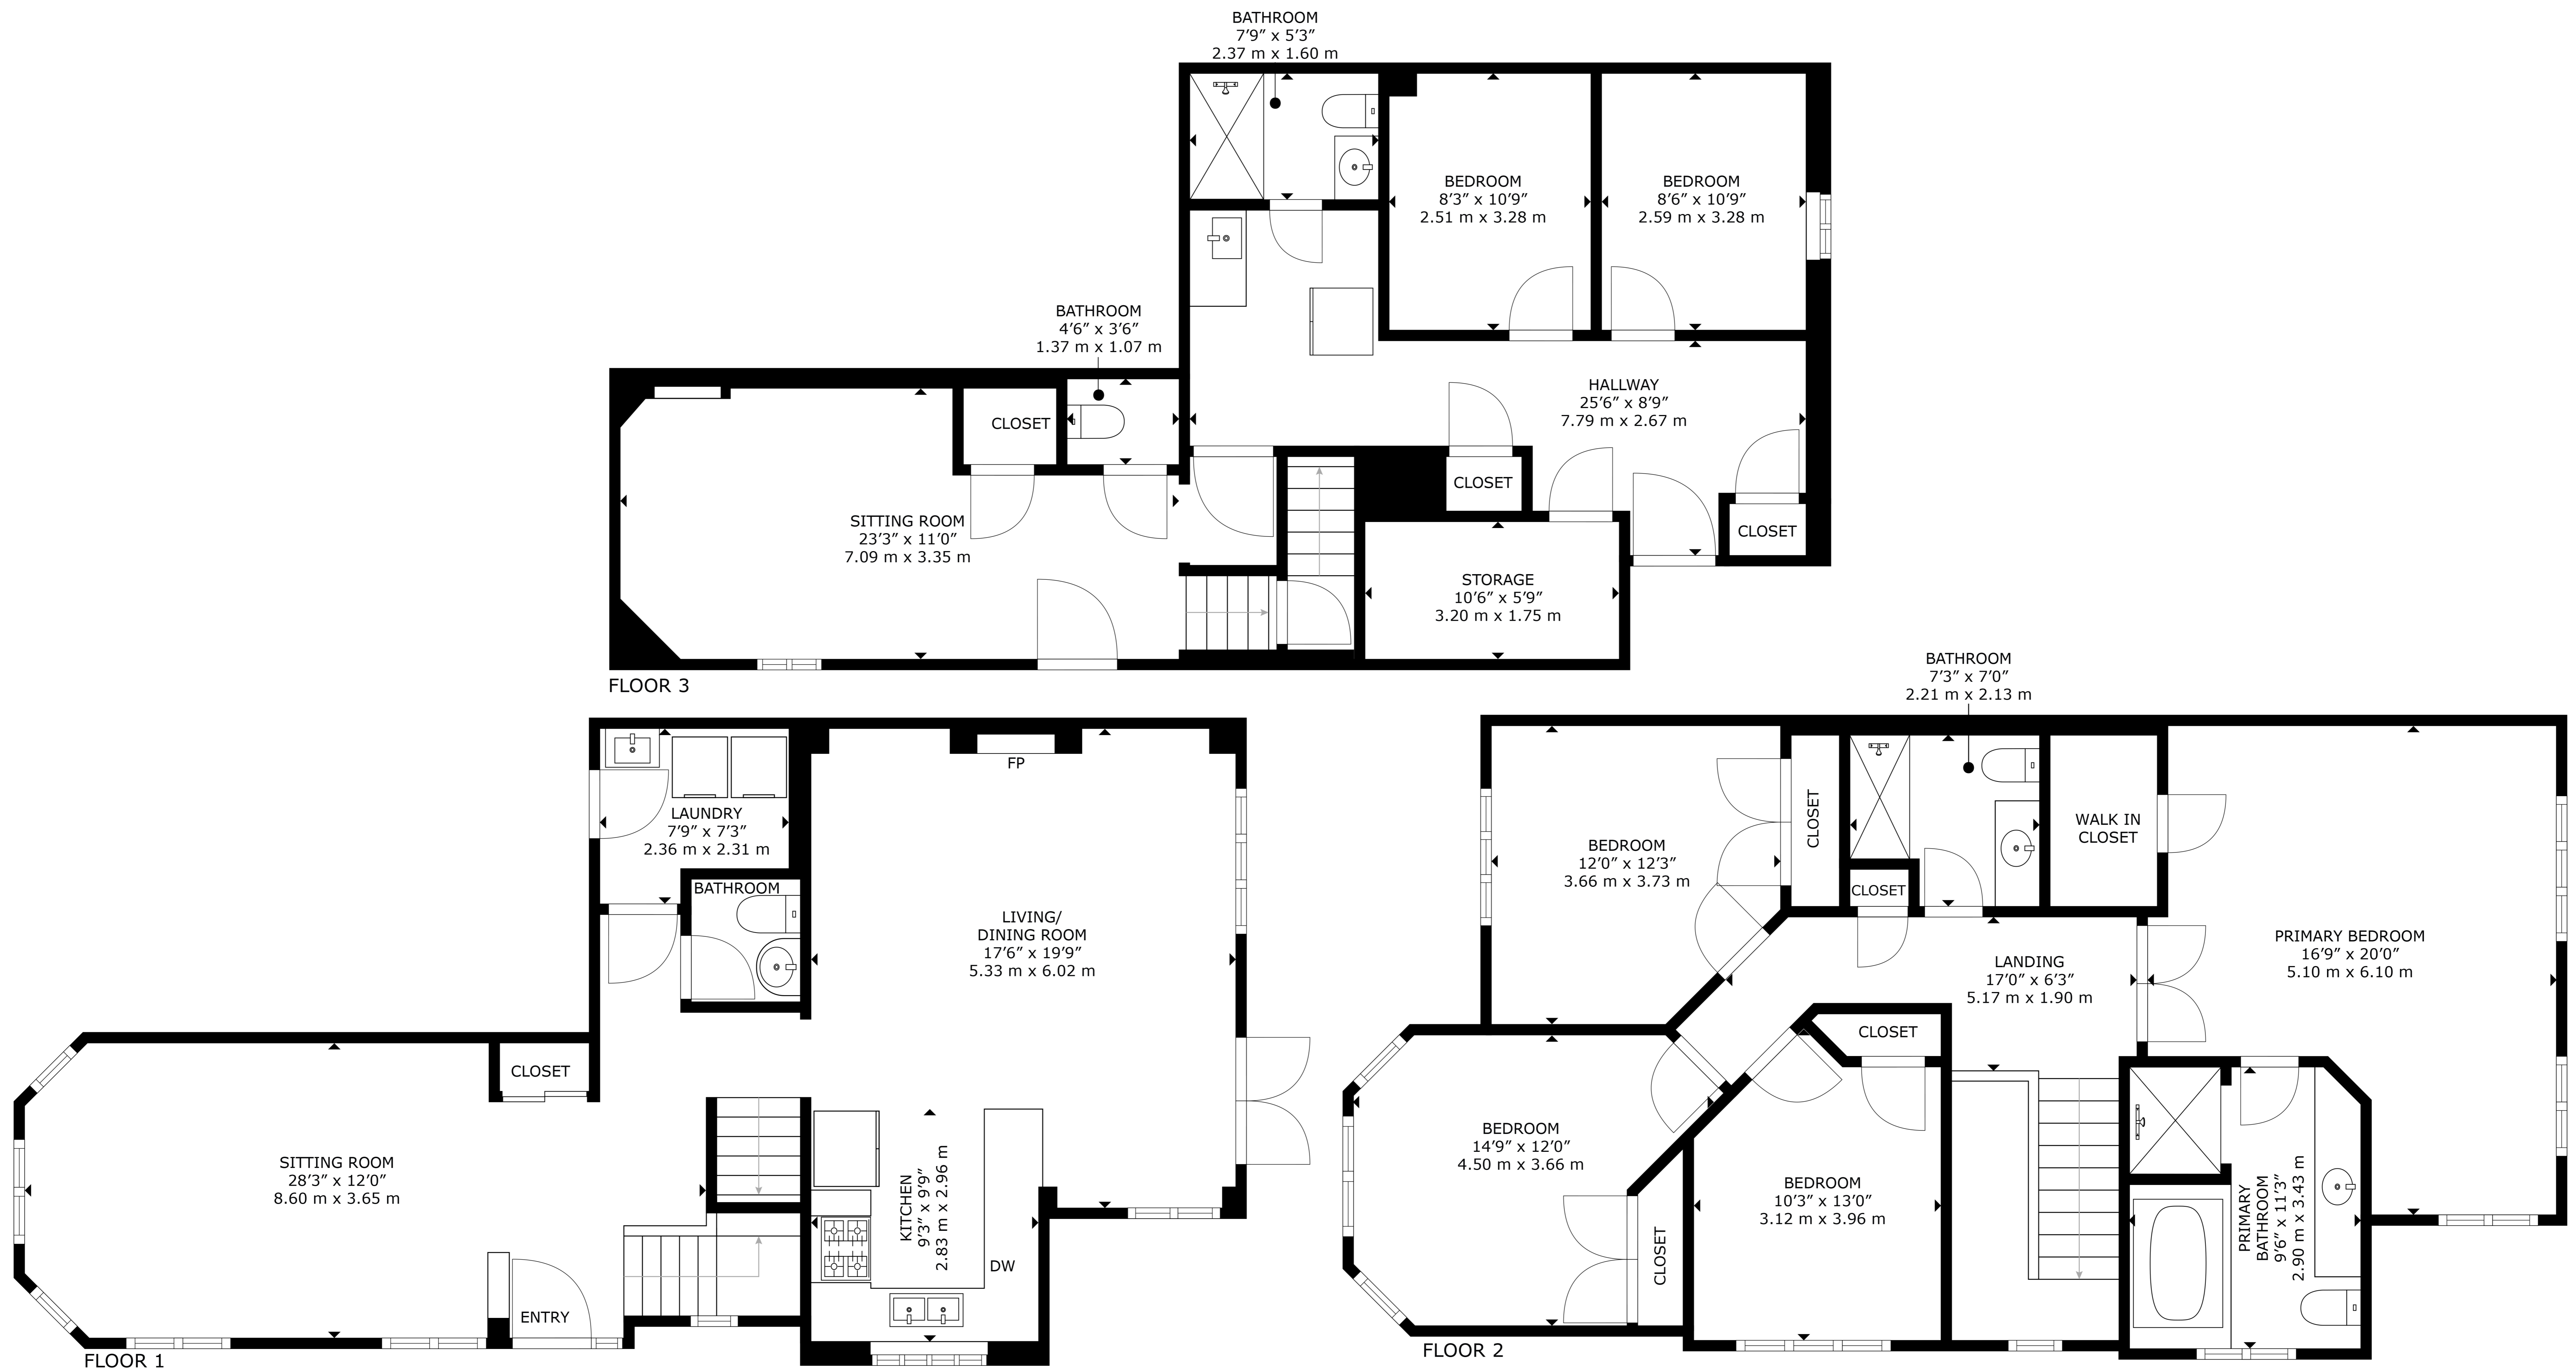 BATHROOM
7′9″ x 5′3″
2.37 m x 1.60 m
BEDROOM
8′3″ x 10′9″
2.51 m x 3.28 m
BEDROOM
8′6″ x 10′9″
2.59 m x 3.28 m
BATHROOM
4′6″ x 3′6″
1.37 m x 1.07 m
CLOSET
HALLWAY
25′6″ x 8′9″
7.79 m x 2.67 m
CLOSET
CLOSET
SITTING ROOM
23′3″ x 11′0″
7.09 m x 3.35 m
STORAGE
10′6″ x 5′9″
3.20 m x 1.75 m
FLOOR 3
LAUNDRY
7′9″ x 7′3″
2.36 m x 2.31 m
BATHROOM
FP
LIVING/
DINING ROOM
17′6″ x 19′9″
5.33 m x 6.02 m
CLOSET
SITTING ROOM
28′3″ x 12′0″
8.60 m x 3.65 m
KITCHEN
9′3″ x 9′9″
2.83 m x 2.96 m
DW
ENTRY
FLOOR 1
BATHROOM
7′3″ x 7′0″
2.21 m x 2.13 m
BEDROOM
12′0″ x 12′3″
3.66 m x 3.73 m
CLOSET
CLOSET
WALK IN
CLOSET
PRIMARY BEDROOM
16′9″ x 20′0″
5.10 m x 6.10 m
LANDING
17′0″ x 6′3″
5.17 m x 1.90 m
CLOSET
BEDROOM
14′9″ x 12′0″
4.50 m x 3.66 m
CLOSET
BEDROOM
10′3″ x 13′0″
3.12 m x 3.96 m
PRIMARY
BATHROOM
9′6″ x 11′3″
2.90 m x 3.43 m
FLOOR 2